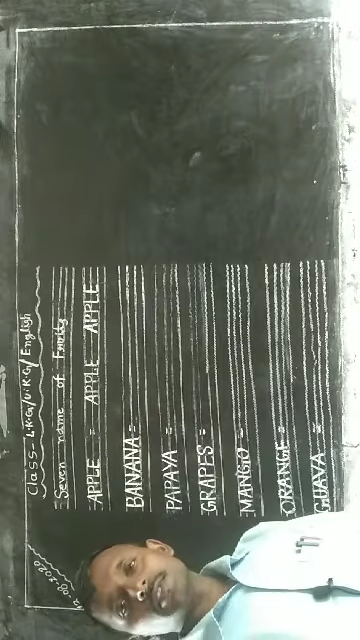 Class- L.K.G/U.K.G/English
Seven name of Fruits
APPLE = APPLE APPLE
BANANA =
PAPAYA =
GRAPES =
MANGO =
ORANGE =
GUAVA =